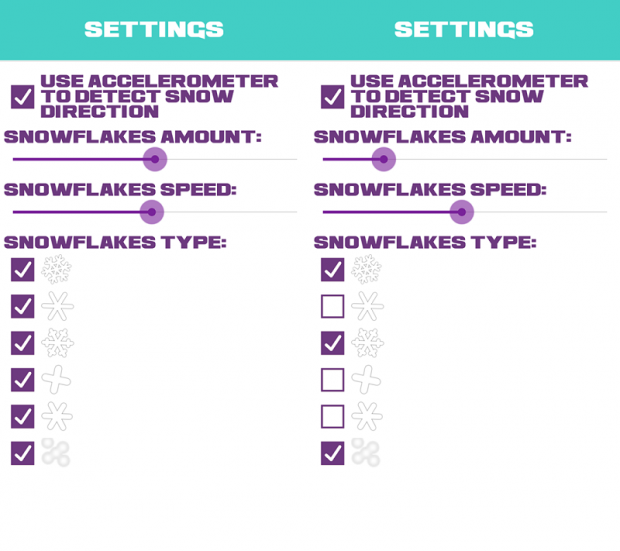 SETTINGS
USE ACCELEROMETER
TO DETECT SNOW
DIRECTION
SNOWFLAKES AMOUNT:
SNOWFLAKES SPEED:
SNOWFLAKES TYPE:
SETTINGS
USE ACCELEROMETER
TO DETECT SNOW
DIRECTION
SNOWFLAKES AMOUNT:
SNOWFLAKES SPEED:
SNOWFLAKES TYPE: